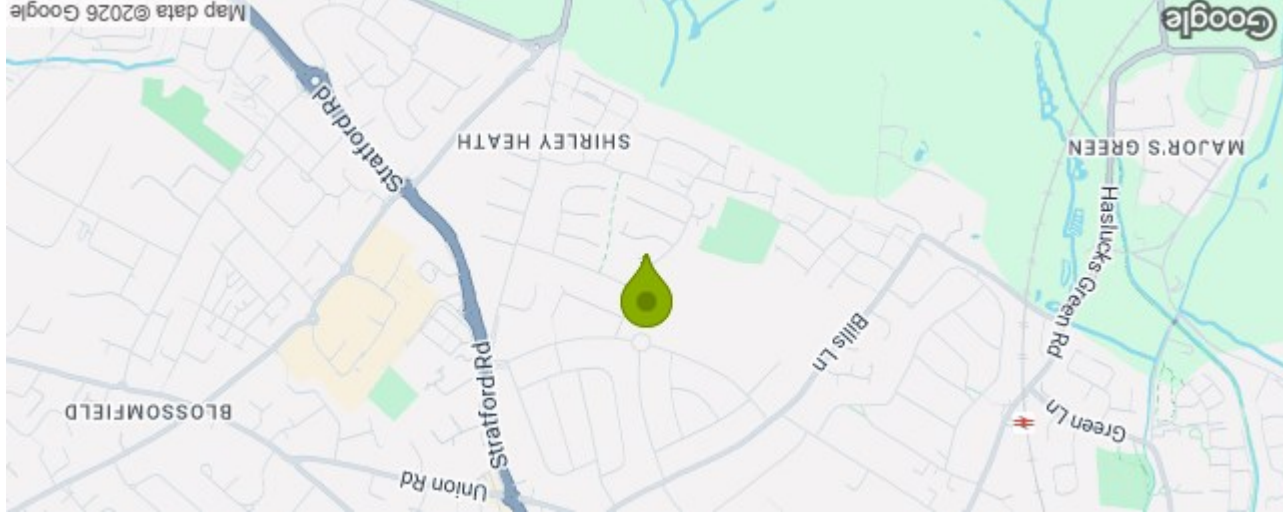 Union Rd
Green Ln
BLOSSOMFIELD
Stratford Rd
Bills Ln
Haslucks Green Rd
MAJOR'S GREEN
SHIRLEY HEATH
Stratford Rd
Google
Map data ©2026 Google